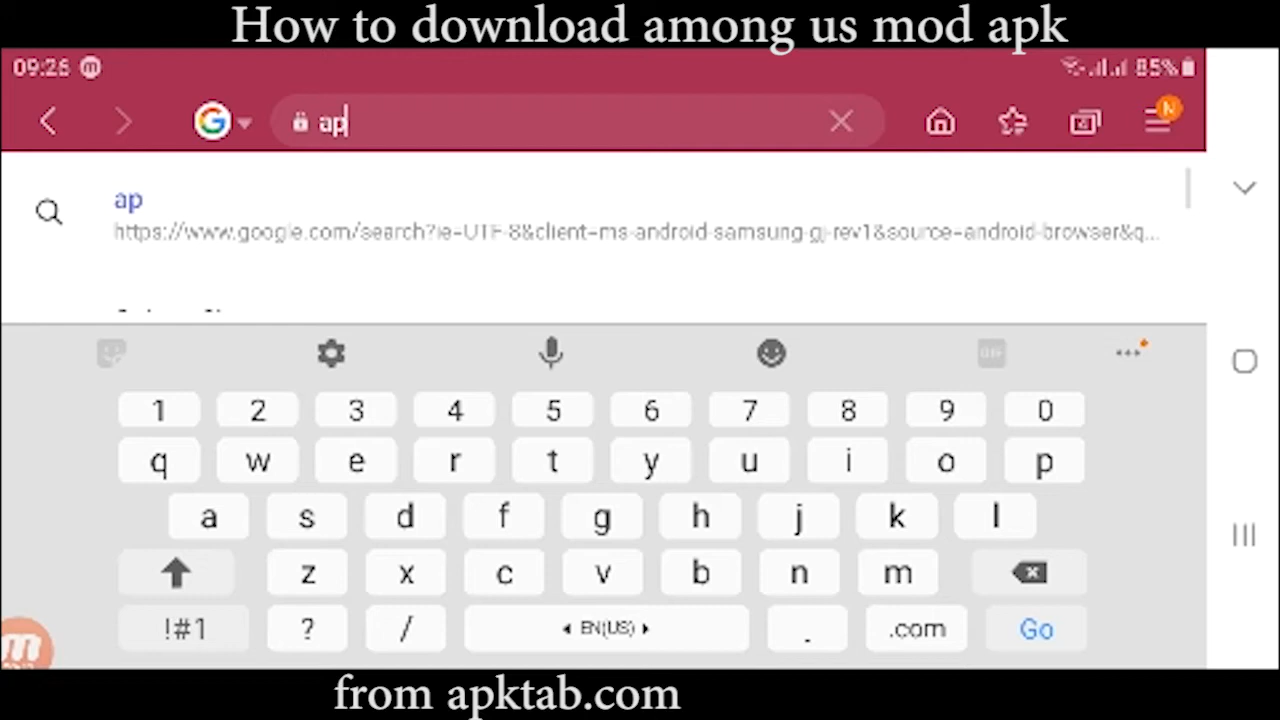 How to download among us mod apk
09:26 m 85%
G ap N
ap
https://www.google.com/search?ie=UTF-8&client=ms-android-samsung-gj-rev1&source=android-browser&q...
GIF
1 2 3 4 5 6 7 8 9 0
q w e r t y u i o p
a s d f g h j k l
z x c v b n m
!#1 ? / EN(US) . .com Go
m
from apktab.com